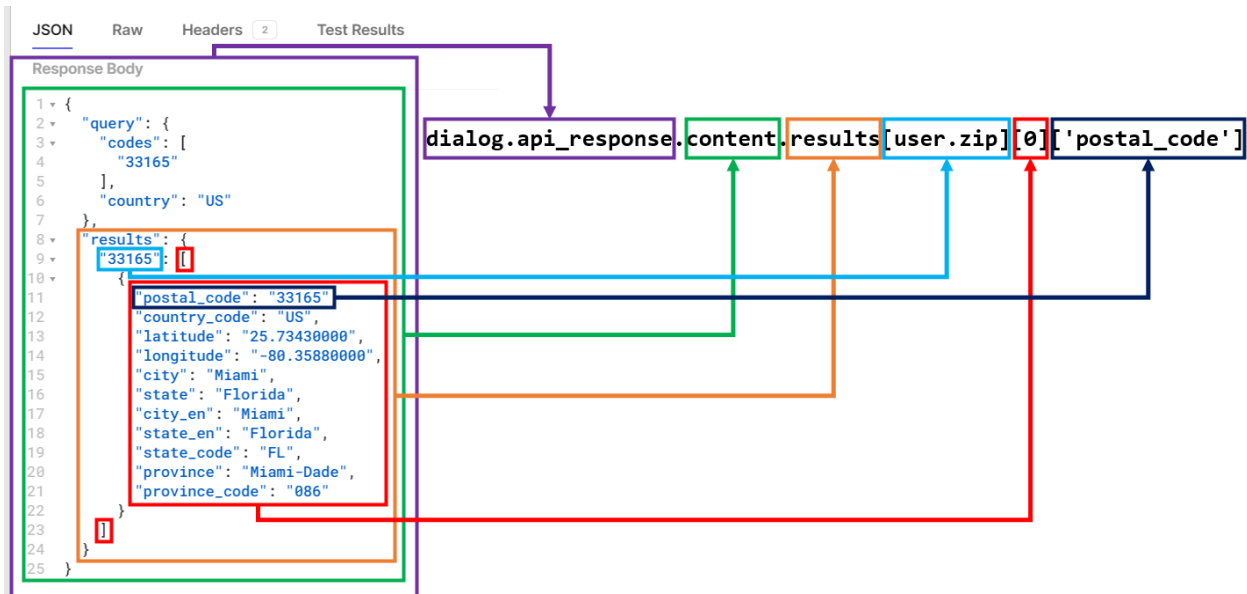 JSON Raw Headers 2 Test Results
Response Body
1 {
2 "query": {
3 "codes": [
4 "33165"
5 ],
6 "country": "US"
7 },
8 "results": {
9 "33165": [
10 {
11 "postal_code": "33165"
12 "country_code": "US",
13 "latitude": "25.73430000",
14 "longitude": "-80.35880000",
15 "city": "Miami",
16 "state": "Florida",
17 "city_en": "Miami",
18 "state_en": "Florida",
19 "state_code": "FL",
20 "province": "Miami-Dade",
21 "province_code": "086"
22 }
23 ]
24 }
25 }
dialog.api_response.content.results[user.zip][0]['postal_code']